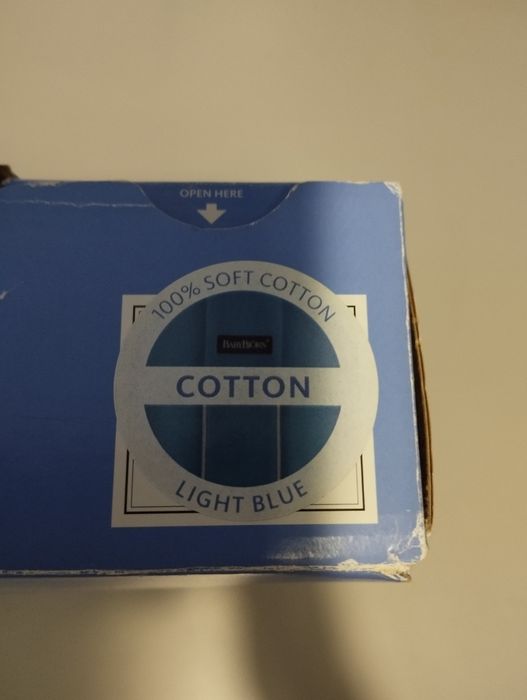 OPEN HERE
100% SOFT COTTON
BABYBJÖRN®
COTTON
LIGHT BLUE